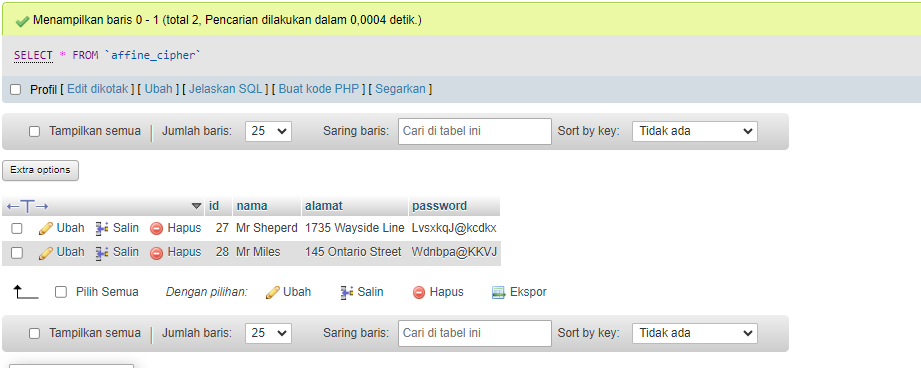 Menampilkan baris 0 - 1 (total 2, Pencarian dilakukan dalam 0,0004 detik.)
SELECT * FROM `affine_cipher`
Profil [ Edit dikotak ] [ Ubah ] [ Jelaskan SQL ] [ Buat kode PHP ] [ Segarkan ]
Tampilkan semua | Jumlah baris: 25 Saring baris: Cari di tabel ini Sort by key: Tidak ada
Extra options
←T→ id nama alamat password
Ubah Salin Hapus 27 Mr Sheperd 1735 Wayside Line LvsxkqJ@kcdkx
Ubah Salin Hapus 28 Mr Miles 145 Ontario Street Wdnbpa@KKVJ
Pilih Semua Dengan pilihan: Ubah Salin Hapus Ekspor
Tampilkan semua | Jumlah baris: 25 Saring baris: Cari di tabel ini Sort by key: Tidak ada